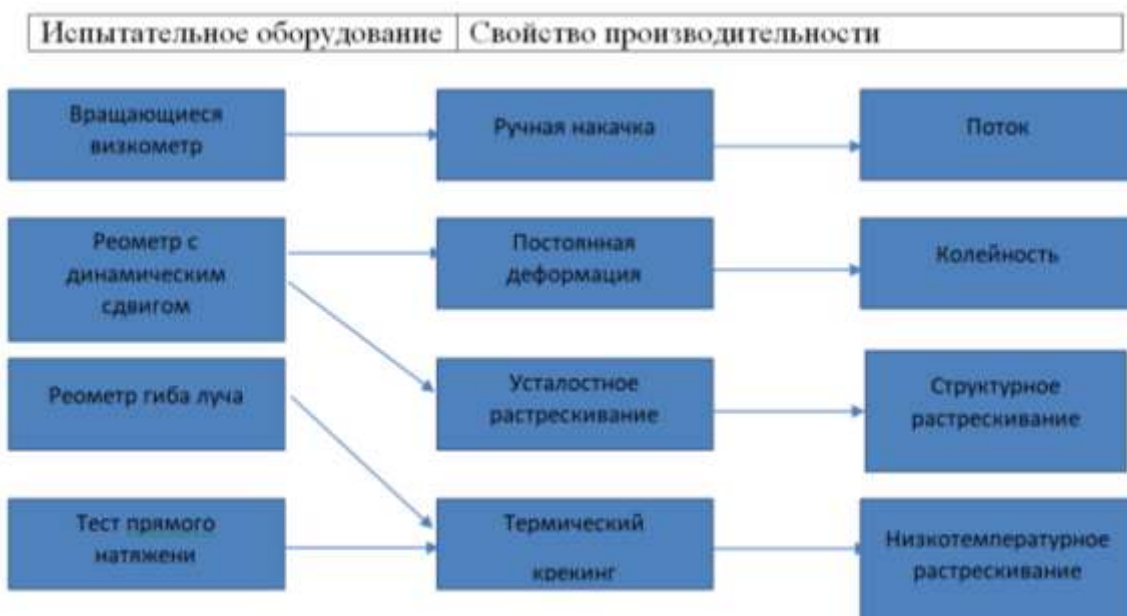 Испытательное оборудование Свойство производительности
Вращающиеся
визкометр
Ручная накачка
Поток
Реометр с
динамическим
сдвигом
Постоянная
деформация
Колейность
Реометр гиба луча
Усталостное
растрескивание
Структурное
растрескивание
Тест прямого
натяжени
Термический
крекинг
Низкотемпературное
растрескивание